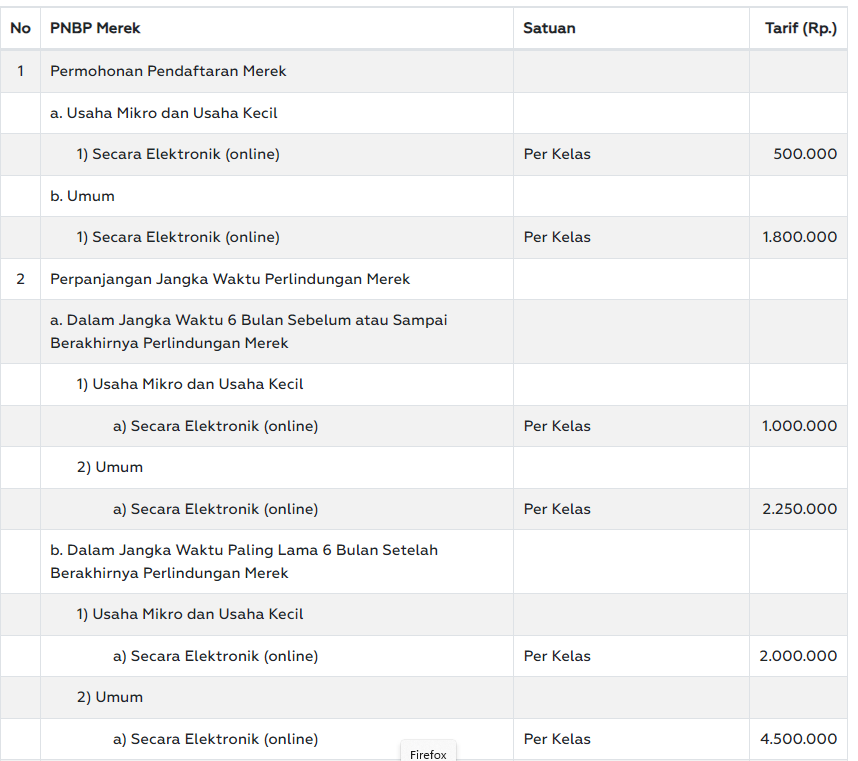 No PNBP Merek Satuan Tarif (Rp.)
1 Permohonan Pendaftaran Merek
a. Usaha Mikro dan Usaha Kecil
1) Secara Elektronik (online) Per Kelas 500.000
b. Umum
1) Secara Elektronik (online) Per Kelas 1.800.000
2 Perpanjangan Jangka Waktu Perlindungan Merek
a. Dalam Jangka Waktu 6 Bulan Sebelum atau Sampai
Berakhirnya Perlindungan Merek
1) Usaha Mikro dan Usaha Kecil
a) Secara Elektronik (online) Per Kelas 1.000.000
2) Umum
a) Secara Elektronik (online) Per Kelas 2.250.000
b. Dalam Jangka Waktu Paling Lama 6 Bulan Setelah
Berakhirnya Perlindungan Merek
1) Usaha Mikro dan Usaha Kecil
a) Secara Elektronik (online) Per Kelas 2.000.000
2) Umum
a) Secara Elektronik (online) Per Kelas 4.500.000
Firefox